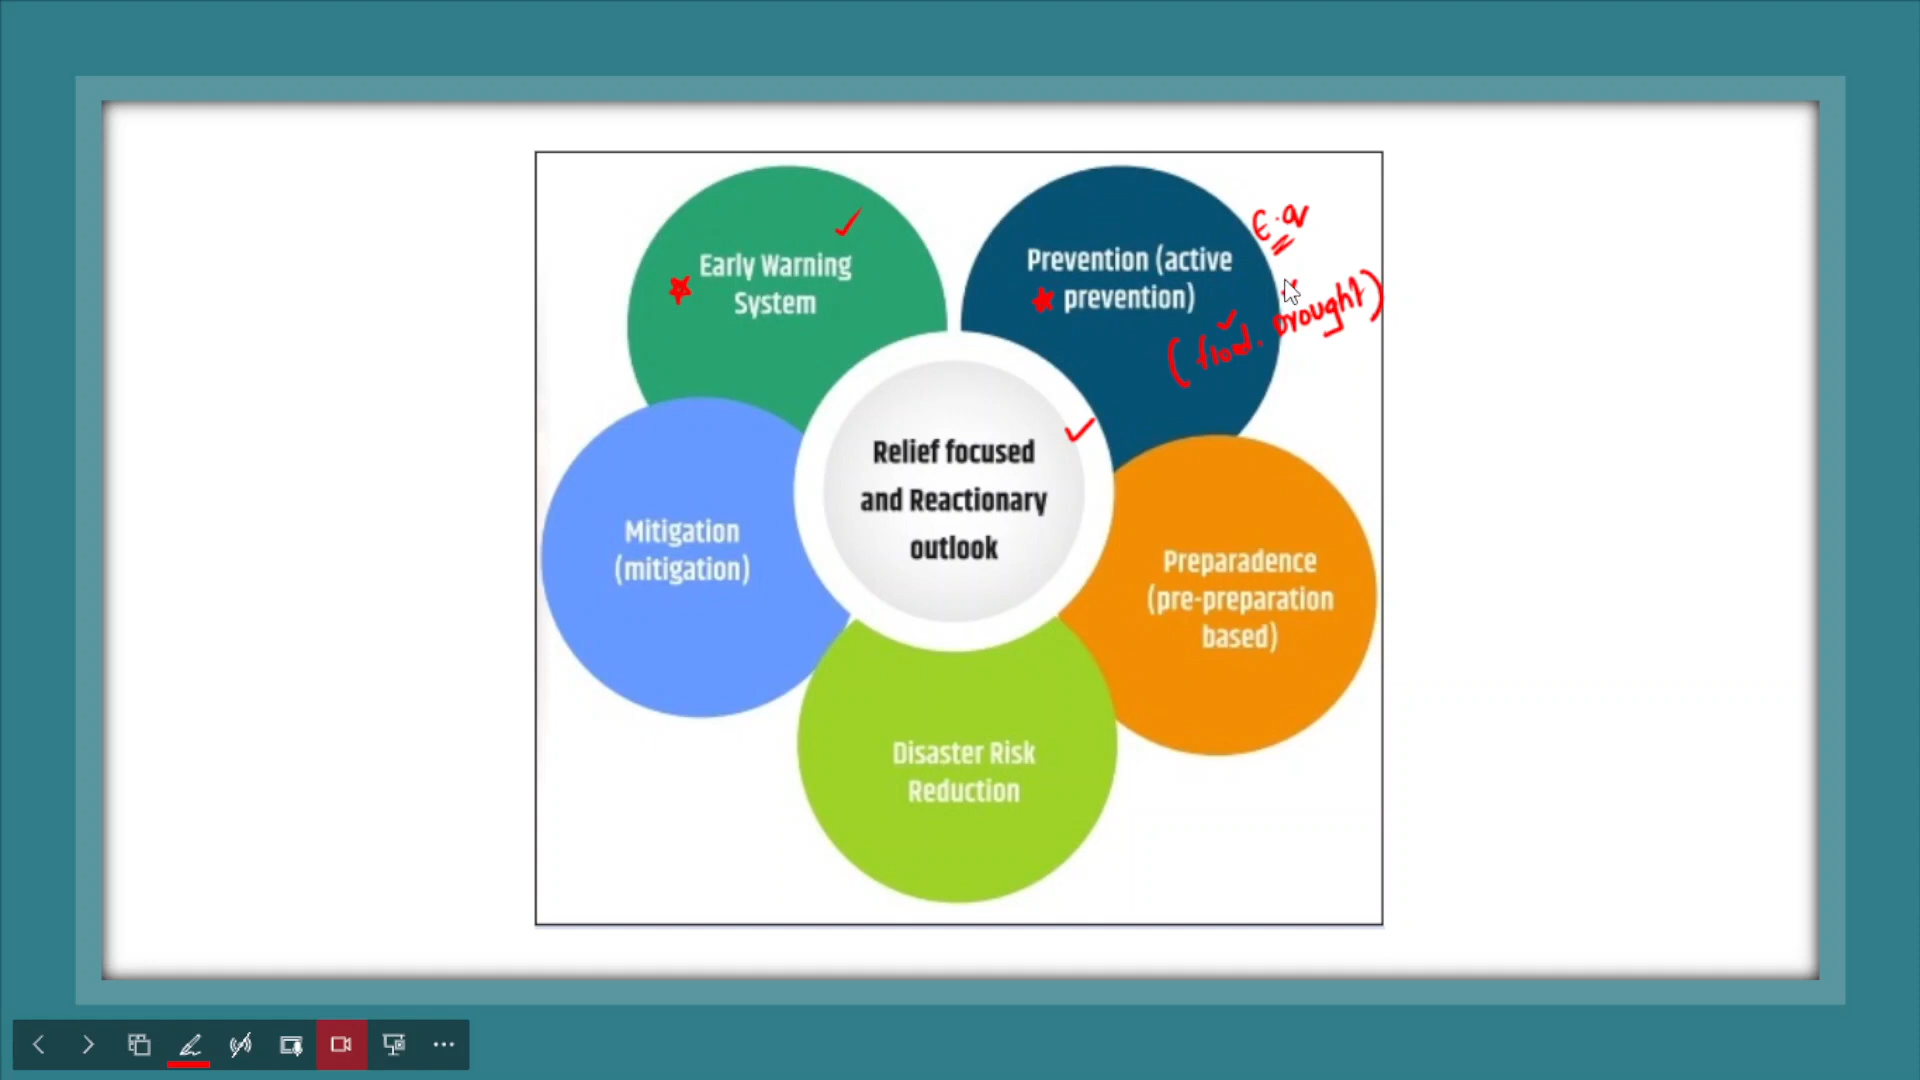 Early Warning
System
Prevention (active
prevention)
E.Q
(flood. Drought)
Relief focused
and Reactionary
outlook
Mitigation
(mitigation)
Preparadence
(pre-preparation
based)
Disaster Risk
Reduction